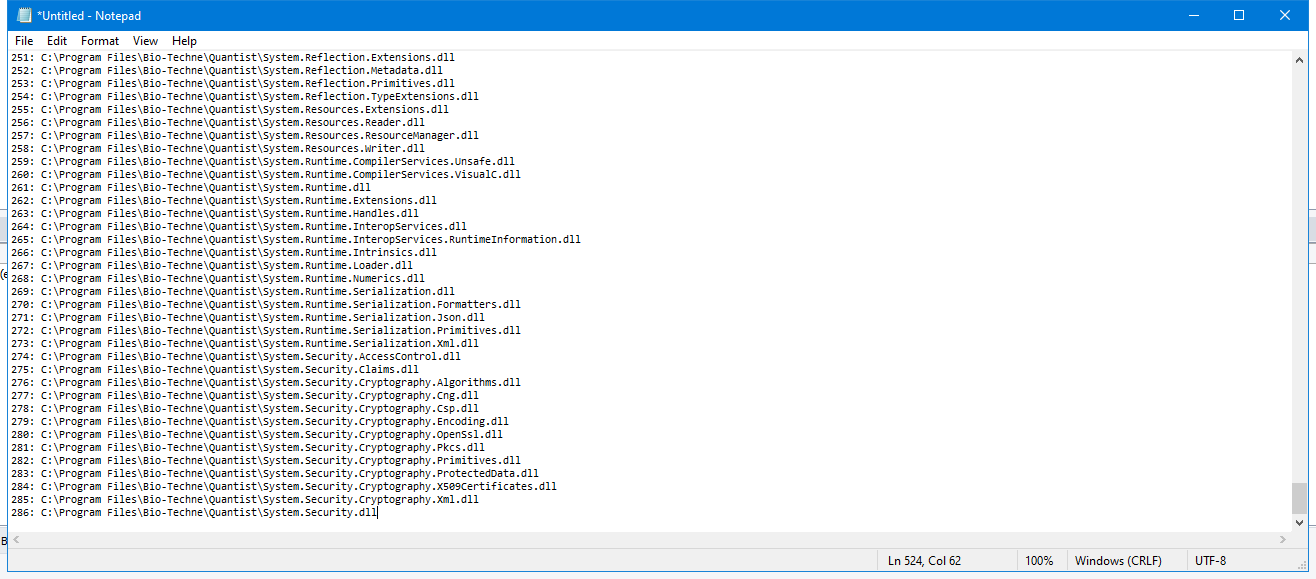 *Untitled - Notepad
File Edit Format View Help
251: C:\Program Files\Bio-Techne\Quantist\System.Reflection.Extensions.dll
252: C:\Program Files\Bio-Techne\Quantist\System.Reflection.Metadata.dll
253: C:\Program Files\Bio-Techne\Quantist\System.Reflection.Primitives.dll
254: C:\Program Files\Bio-Techne\Quantist\System.Reflection.TypeExtensions.dll
255: C:\Program Files\Bio-Techne\Quantist\System.Resources.Extensions.dll
256: C:\Program Files\Bio-Techne\Quantist\System.Resources.Reader.dll
257: C:\Program Files\Bio-Techne\Quantist\System.Resources.ResourceManager.dll
258: C:\Program Files\Bio-Techne\Quantist\System.Resources.Writer.dll
259: C:\Program Files\Bio-Techne\Quantist\System.Runtime.CompilerServices.Unsafe.dll
260: C:\Program Files\Bio-Techne\Quantist\System.Runtime.CompilerServices.VisualC.dll
261: C:\Program Files\Bio-Techne\Quantist\System.Runtime.dll
262: C:\Program Files\Bio-Techne\Quantist\System.Runtime.Extensions.dll
263: C:\Program Files\Bio-Techne\Quantist\System.Runtime.Handles.dll
264: C:\Program Files\Bio-Techne\Quantist\System.Runtime.InteropServices.dll
265: C:\Program Files\Bio-Techne\Quantist\System.Runtime.InteropServices.RuntimeInformation.dll
266: C:\Program Files\Bio-Techne\Quantist\System.Runtime.Intrinsics.dll
267: C:\Program Files\Bio-Techne\Quantist\System.Runtime.Loader.dll
268: C:\Program Files\Bio-Techne\Quantist\System.Runtime.Numerics.dll
269: C:\Program Files\Bio-Techne\Quantist\System.Runtime.Serialization.dll
270: C:\Program Files\Bio-Techne\Quantist\System.Runtime.Serialization.Formatters.dll
271: C:\Program Files\Bio-Techne\Quantist\System.Runtime.Serialization.Json.dll
272: C:\Program Files\Bio-Techne\Quantist\System.Runtime.Serialization.Primitives.dll
273: C:\Program Files\Bio-Techne\Quantist\System.Runtime.Serialization.Xml.dll
274: C:\Program Files\Bio-Techne\Quantist\System.Security.AccessControl.dll
275: C:\Program Files\Bio-Techne\Quantist\System.Security.Claims.dll
276: C:\Program Files\Bio-Techne\Quantist\System.Security.Cryptography.Algorithms.dll
277: C:\Program Files\Bio-Techne\Quantist\System.Security.Cryptography.Cng.dll
278: C:\Program Files\Bio-Techne\Quantist\System.Security.Cryptography.Csp.dll
279: C:\Program Files\Bio-Techne\Quantist\System.Security.Cryptography.Encoding.dll
280: C:\Program Files\Bio-Techne\Quantist\System.Security.Cryptography.OpenSsl.dll
281: C:\Program Files\Bio-Techne\Quantist\System.Security.Cryptography.Pkcs.dll
282: C:\Program Files\Bio-Techne\Quantist\System.Security.Cryptography.Primitives.dll
283: C:\Program Files\Bio-Techne\Quantist\System.Security.Cryptography.ProtectedData.dll
284: C:\Program Files\Bio-Techne\Quantist\System.Security.Cryptography.X509Certificates.dll
285: C:\Program Files\Bio-Techne\Quantist\System.Security.Cryptography.Xml.dll
286: C:\Program Files\Bio-Techne\Quantist\System.Security.dll
Ln 524, Col 62 100% Windows (CRLF) UTF-8